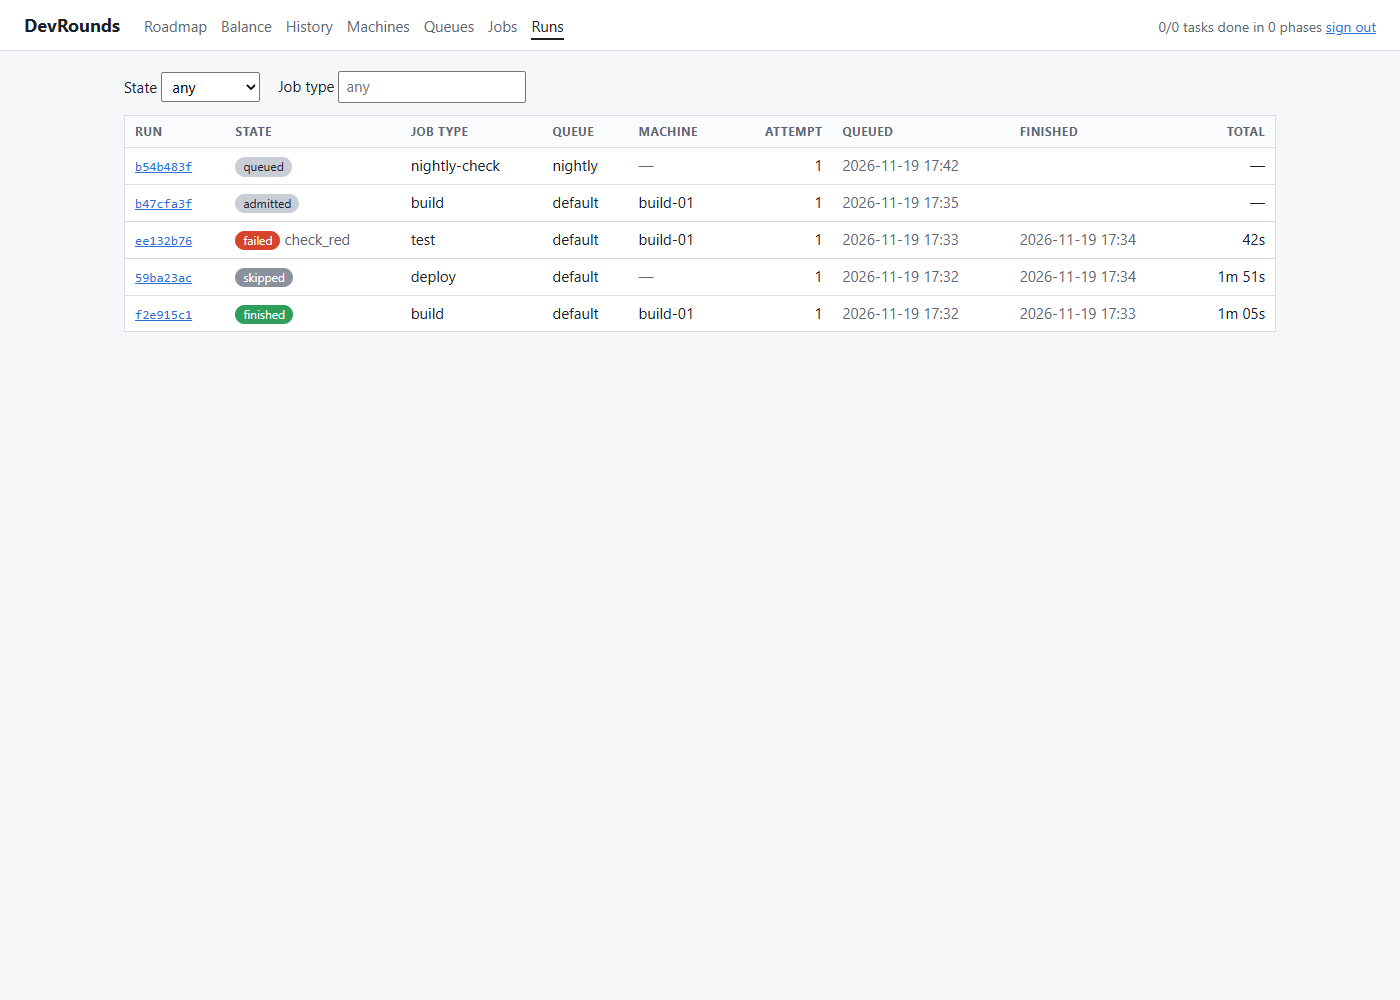 DevRounds Roadmap Balance History Machines Queues Jobs Runs 0/0 tasks done in 0 phases sign out
State any Job type any
RUN STATE JOB TYPE QUEUE MACHINE ATTEMPT QUEUED FINISHED TOTAL
b54b483f queued nightly-check nightly — 1 2026-11-19 17:42 —
b47cfa3f admitted build default build-01 1 2026-11-19 17:35 —
ee132b76 failed check_red test default build-01 1 2026-11-19 17:33 2026-11-19 17:34 42s
59ba23ac skipped deploy default — 1 2026-11-19 17:32 2026-11-19 17:34 1m 51s
f2e915c1 finished build default build-01 1 2026-11-19 17:32 2026-11-19 17:33 1m 05s